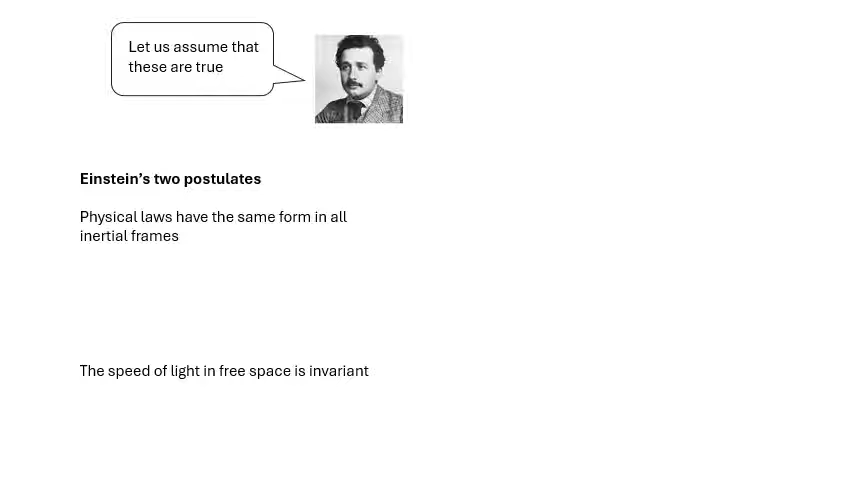 Let us assume that
these are true
Einstein’s two postulates
Physical laws have the same form in all
inertial frames
The speed of light in free space is invariant